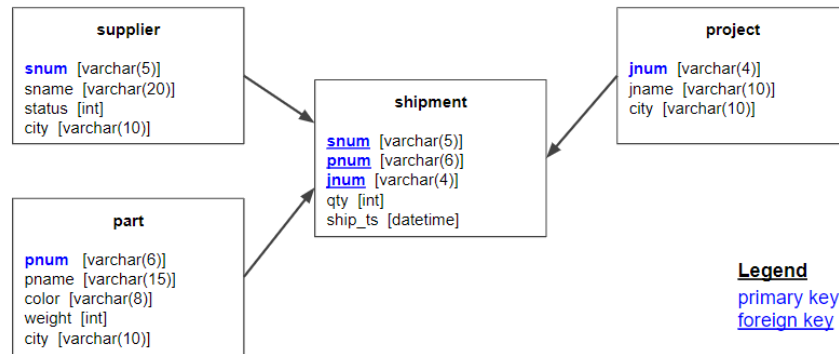 supplier
snum [varchar(5)]
sname [varchar(20)]
status [int]
city [varchar(10)]
part
pnum [varchar(6)]
pname [varchar(15)]
color [varchar(8)]
weight [int]
city [varchar(10)]
shipment
snum [varchar(5)]
pnum [varchar(6)]
jnum [varchar(4)]
qty [int]
ship_ts [datetime]
project
jnum [varchar(4)]
jname [varchar(10)]
city [varchar(10)]
Legend
primary key
foreign key